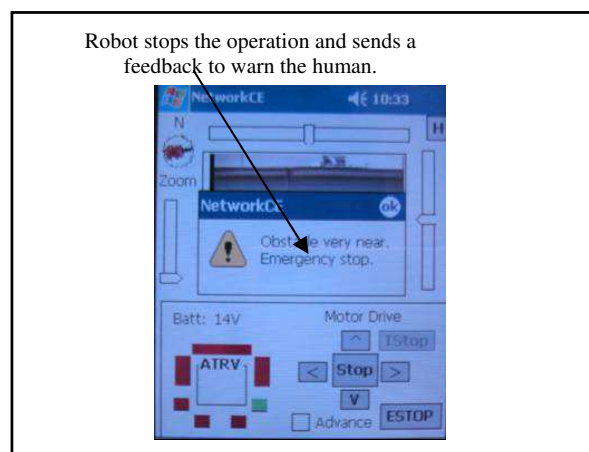 Robot stops the operation and sends a
feedback to warn the human.
NetworkCE 10:33
N
H
Zoom
NetworkCE ok
Obstacle very near.
Emergency stop.
Batt: 14V Motor Drive
^ TStop
ATRV
< Stop >
V
Advance ESTOP